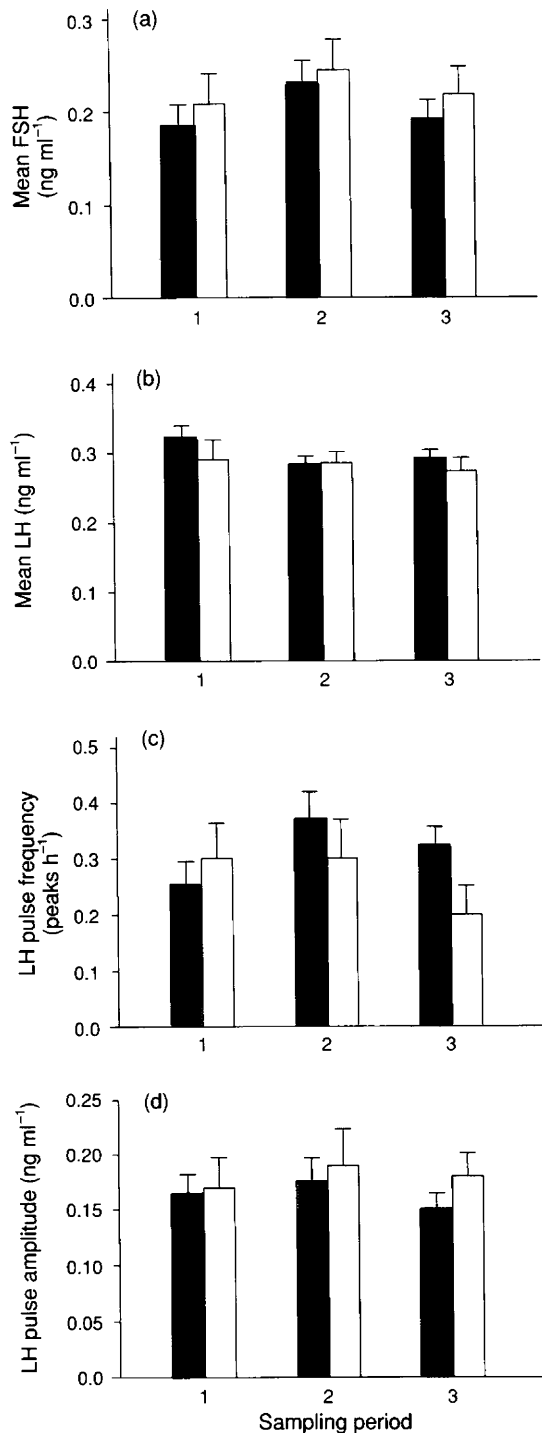 (a)
Mean FSH
(ng ml⁻¹)
0.3
0.2
0.1
0.0
1 2 3
(b)
Mean LH (ng ml⁻¹)
0.4
0.3
0.2
0.1
0.0
1 2 3
(c)
LH pulse frequency
(peaks h⁻¹)
0.5
0.4
0.3
0.2
0.1
0.0
1 2 3
(d)
LH pulse amplitude (ng ml⁻¹)
0.25
0.20
0.15
0.10
0.05
0.0
1 2 3
Sampling period